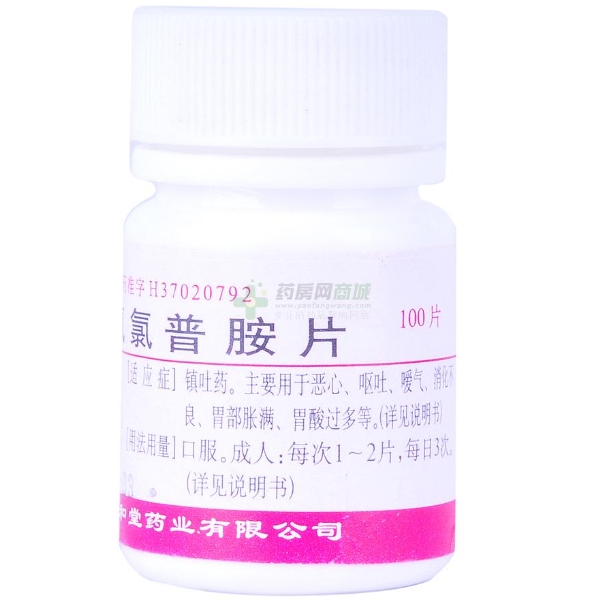 准字H37020792
药房网商城
www.yaofangwang.com
100片
氯普胺片
[适应症]镇吐药。主要用于恶心、呕吐、嗳气、消化不
良、胃部胀满、胃酸过多等。(详见说明书)
[用法用量]口服。成人:每次1~2片,每日3次。
(详见说明书)
和堂药业有限公司